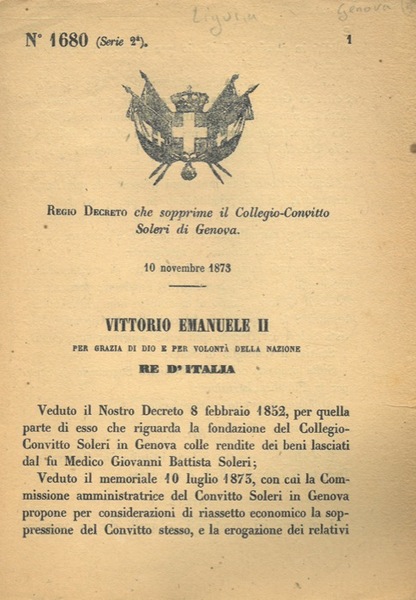 Liguria
Genova
N° 1680 (Serie 2ª).
1
REGIO DECRETO che sopprime il Collegio-Convitto
Soleri di Genova.
10 novembre 1873
VITTORIO EMANUELE II
PER GRAZIA DI DIO E PER VOLONTÀ DELLA NAZIONE
RE D'ITALIA
Veduto il Nostro Decreto 8 febbraio 1852, per quella
parte di esso che riguarda la fondazione del Collegio-
Convitto Soleri in Genova colle rendite dei beni lasciati
dal fu Medico Giovanni Battista Soleri;
Veduto il memoriale 10 luglio 1873, con cui la Com-
missione amministratrice del Convitto Soleri in Genova
propone per considerazioni di riassetto economico la sop-
pressione del Convitto stesso, e la erogazione dei relativi